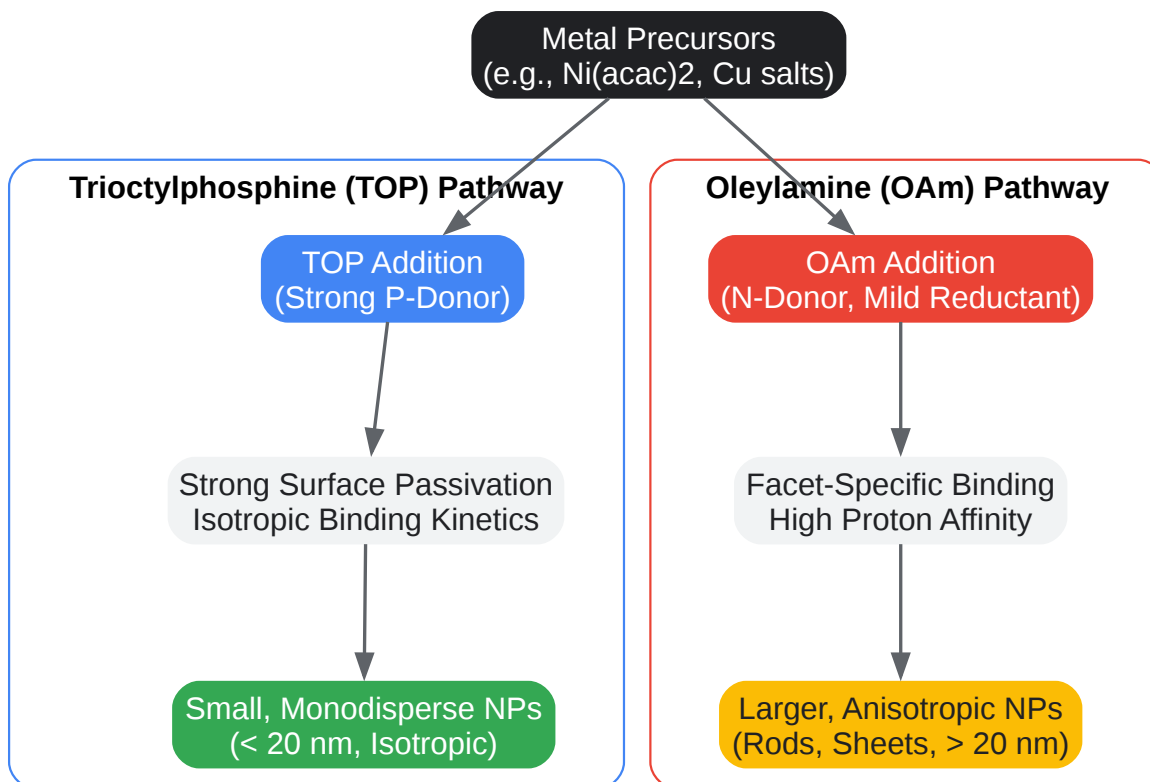 Metal Precursors
(e.g., Ni(acac)2, Cu salts)
Trioctylphosphine (TOP) Pathway
TOP Addition
(Strong P-Donor)
Strong Surface Passivation
Isotropic Binding Kinetics
Small, Monodisperse NPs
(< 20 nm, Isotropic)
Oleylamine (OAm) Pathway
OAm Addition
(N-Donor, Mild Reductant)
Facet-Specific Binding
High Proton Affinity
Larger, Anisotropic NPs
(Rods, Sheets, > 20 nm)